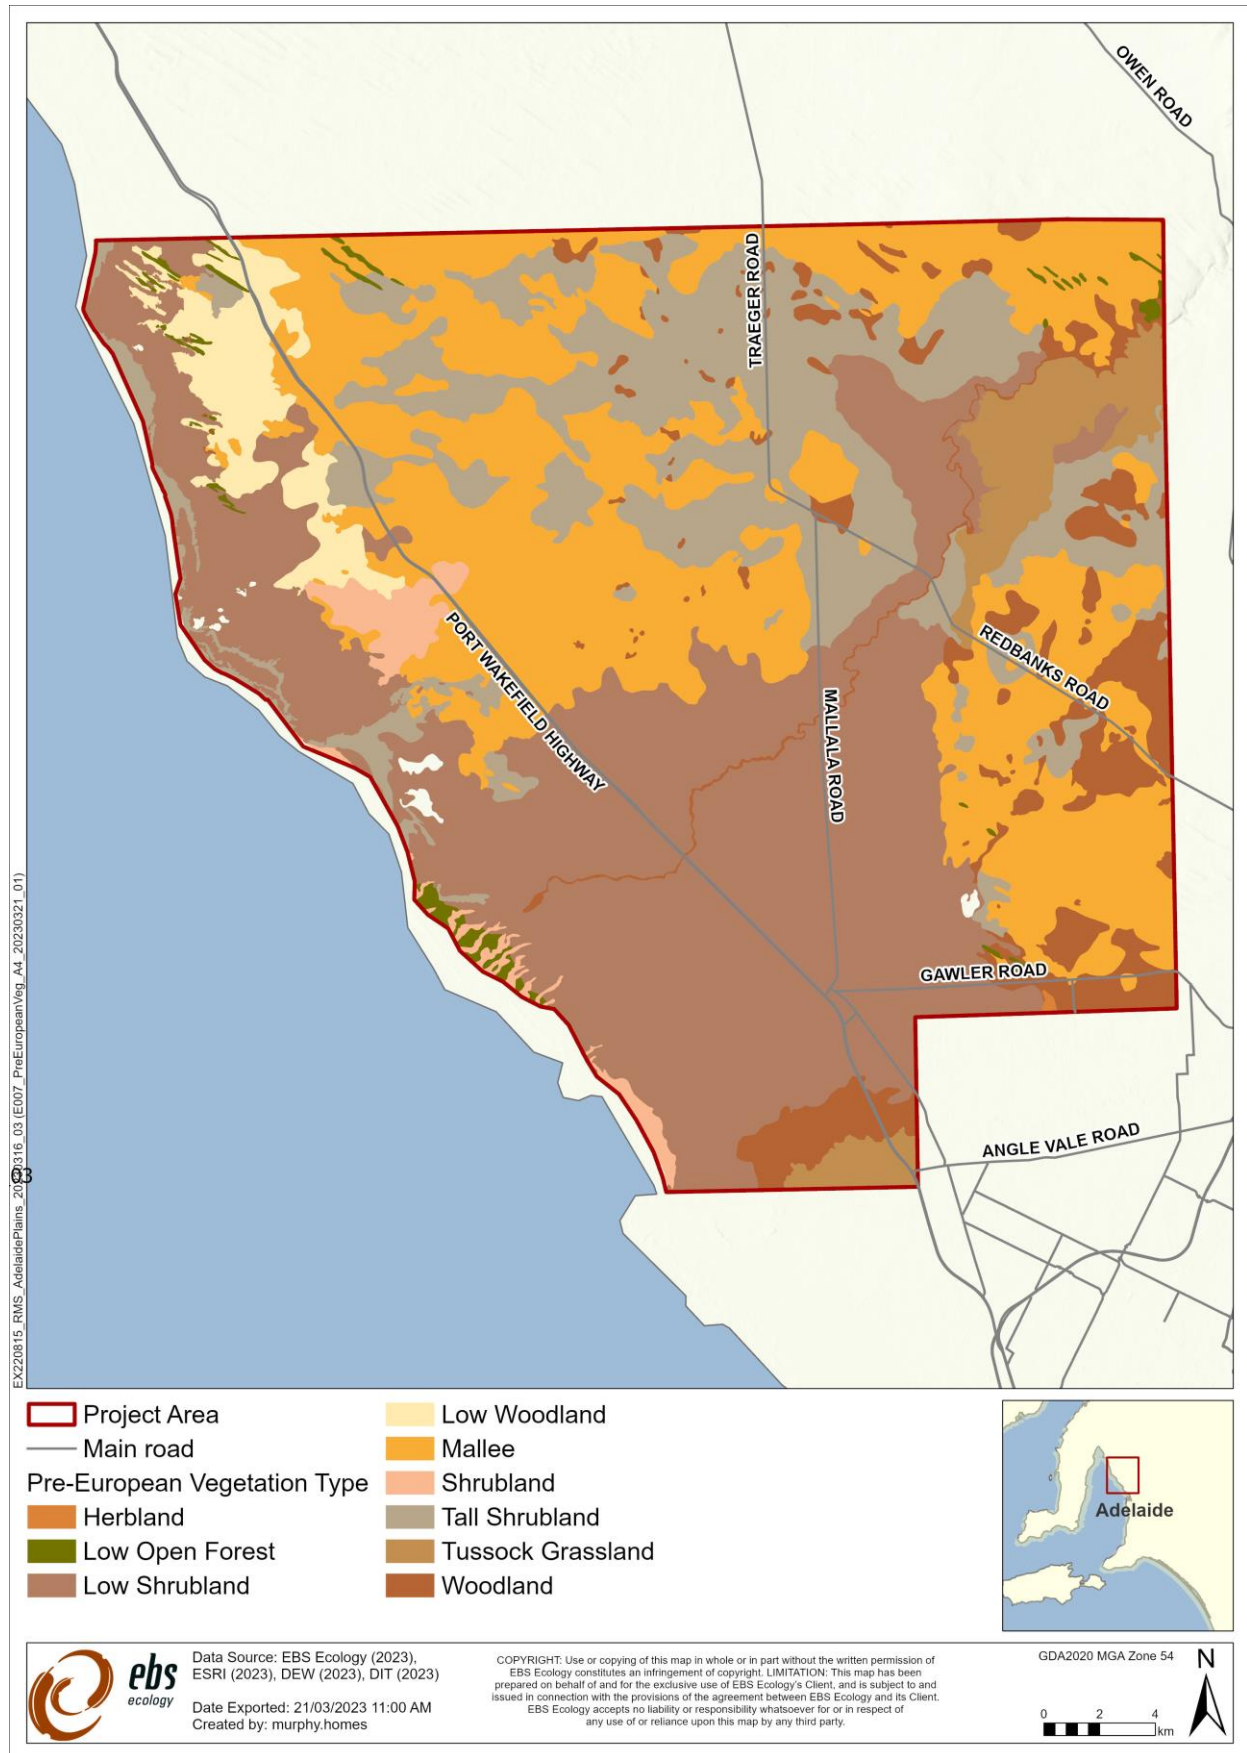 OWEN ROAD
TRAEGER ROAD
PORT WAKEFIELD HIGHWAY
REDBANKS ROAD
MALLALA ROAD
GAWLER ROAD
ANGLE VALE ROAD
03
Project Area
Main road
Pre-European Vegetation Type
Herbland
Low Open Forest
Low Shrubland
Low Woodland
Mallee
Shrubland
Tall Shrubland
Tussock Grassland
Woodland
Adelaide
ebs
ecology
Data Source: EBS Ecology (2023),
ESRI (2023), DEW (2023), DIT (2023)
Date Exported: 21/03/2023 11:00 AM
Created by: murphy.homes
COPYRIGHT: Use or copying of this map in whole or in part without the written permission of
EBS Ecology constitutes an infringement of copyright. LIMITATION: This map has been
prepared on behalf of and for the exclusive use of EBS Ecology's Client, and is subject to and
issued in connection with the provisions of the agreement between EBS Ecology and its Client.
EBS Ecology accepts no liability or responsibility whatsoever for or in respect of
any use of or reliance upon this map by any third party.
GDA2020 MGA Zone 54
N
0 2 4
km